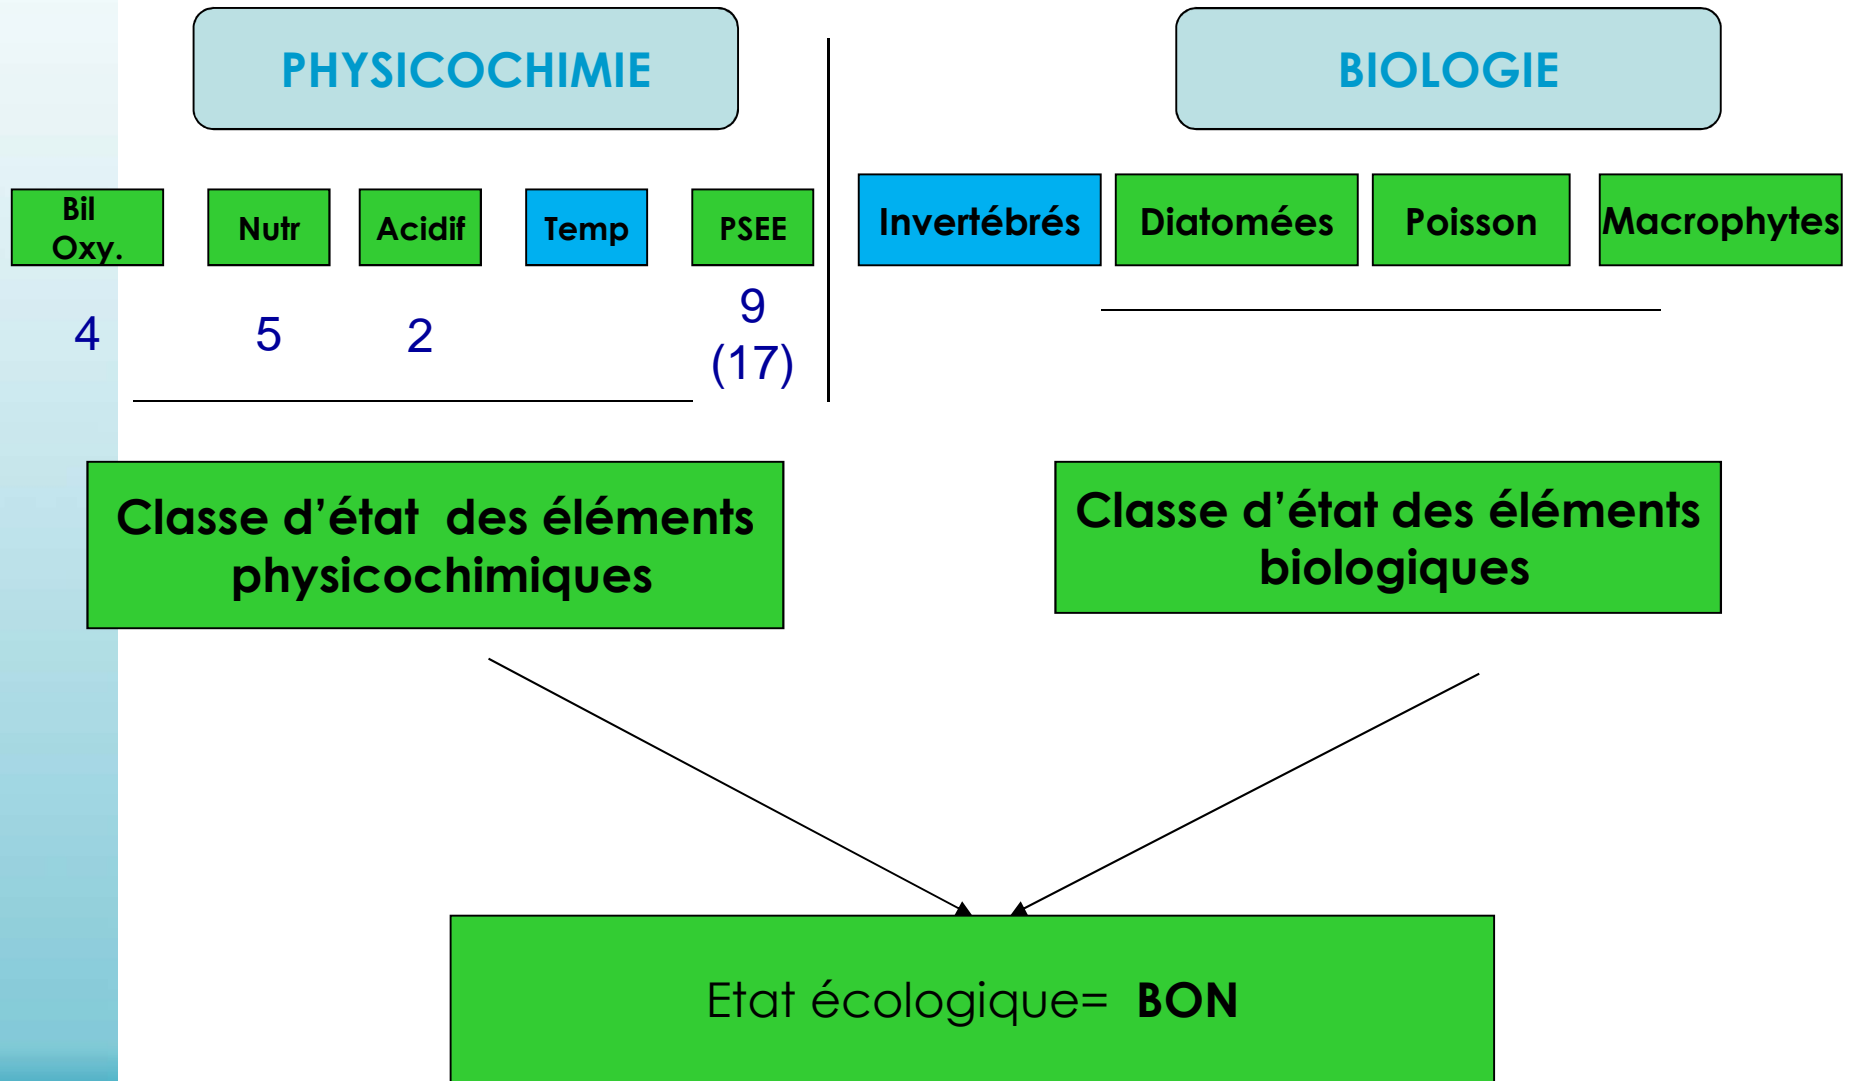 PHYSICOCHIMIE
BIOLOGIE
Bil
Oxy.
Nutr
Acidif
Temp
PSEE
Invertébrés
Diatomées
Poisson
Macrophytes
4
5
2
9
(17)
Classe d’état des éléments
physicochimiques
Classe d’état des éléments
biologiques
Etat écologique= BON